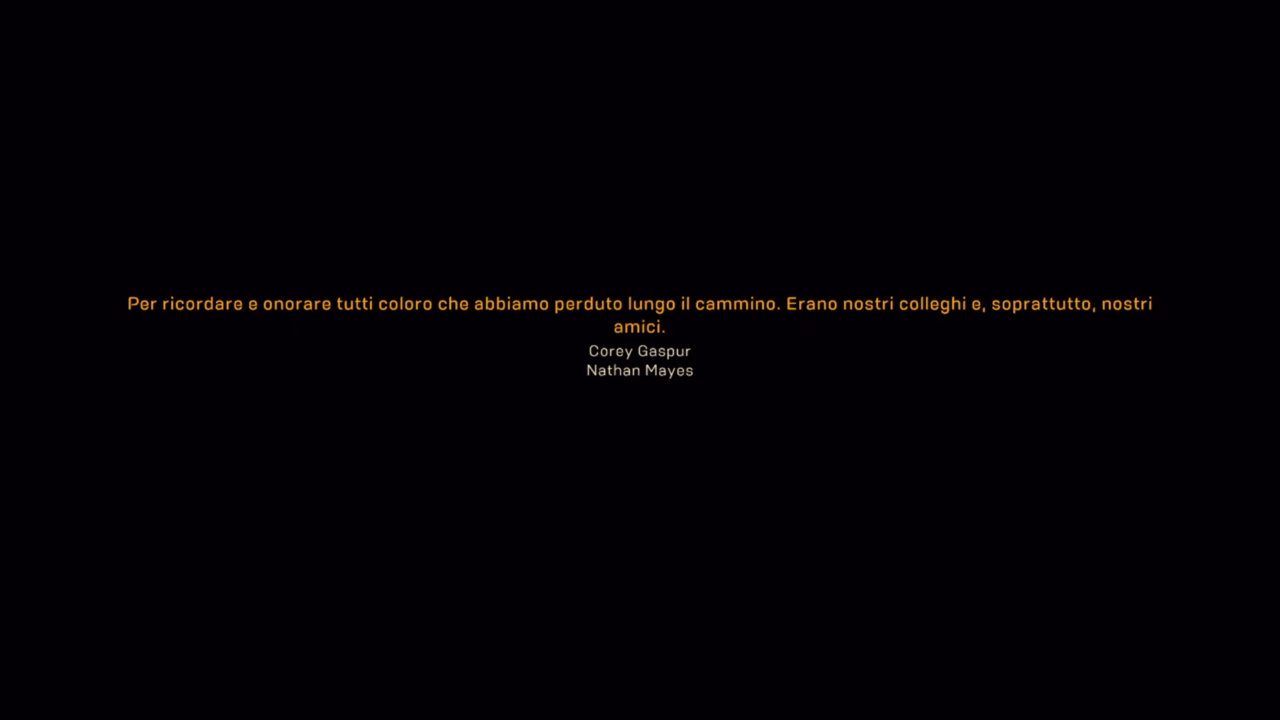 Per ricordare e onorare tutti coloro che abbiamo perduto lungo il cammino. Erano nostri colleghi e, soprattutto, nostri
amici.
Corey Gaspur
Nathan Mayes